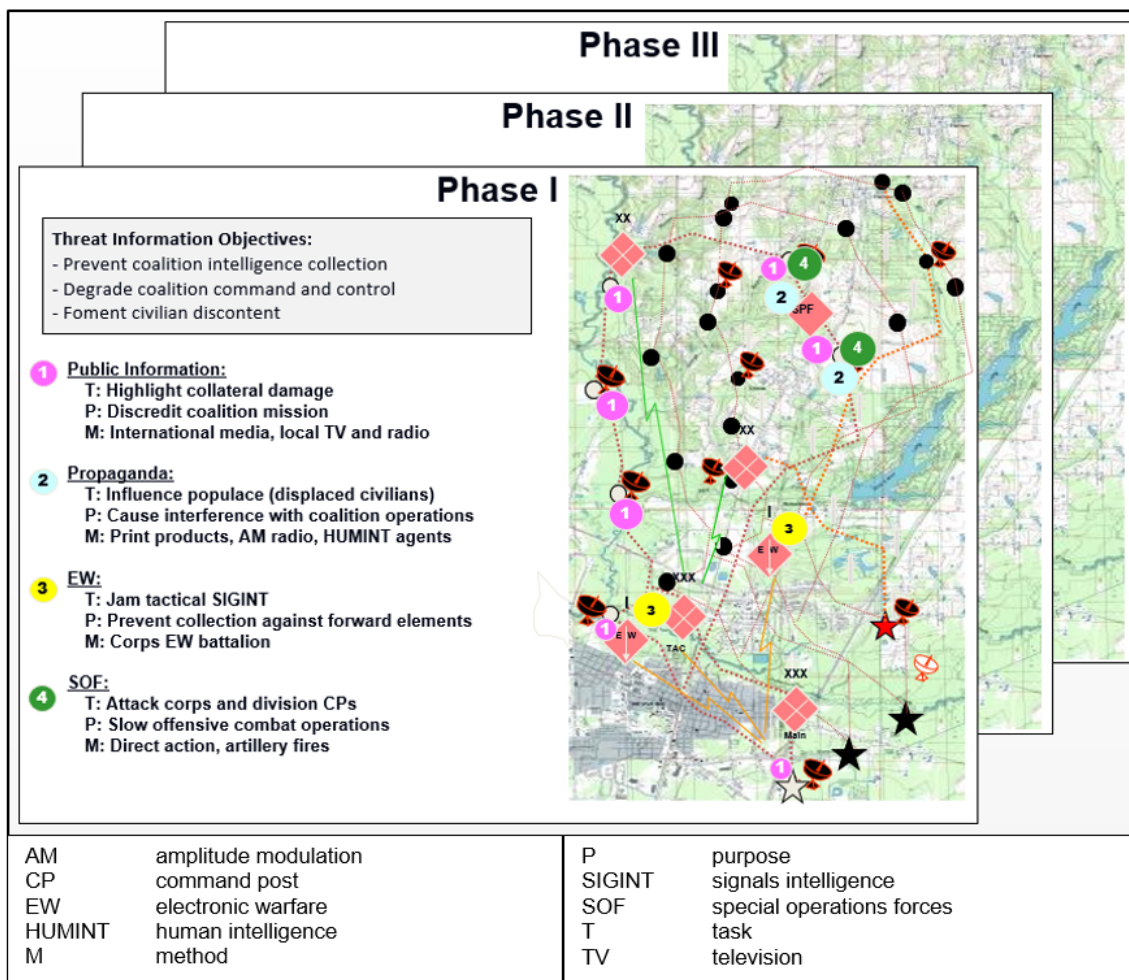 Phase III
Phase II
Phase I
Threat Information Objectives:
- Prevent coalition intelligence collection
- Degrade coalition command and control
- Foment civilian discontent
1 Public Information:
T: Highlight collateral damage
P: Discredit coalition mission
M: International media, local TV and radio
2 Propaganda:
T: Influence populace (displaced civilians)
P: Cause interference with coalition operations
M: Print products, AM radio, HUMINT agents
3 EW:
T: Jam tactical SIGINT
P: Prevent collection against forward elements
M: Corps EW battalion
4 SOF:
T: Attack corps and division CPs
P: Slow offensive combat operations
M: Direct action, artillery fires
XX
1 4
1
2
SPF
1 4
2
1
XX
1
I
3
EW
XXX
I
3
1
EW
TAC
XXX
Main
1
AM amplitude modulation
CP command post
EW electronic warfare
HUMINT human intelligence
M method
P purpose
SIGINT signals intelligence
SOF special operations forces
T task
TV television